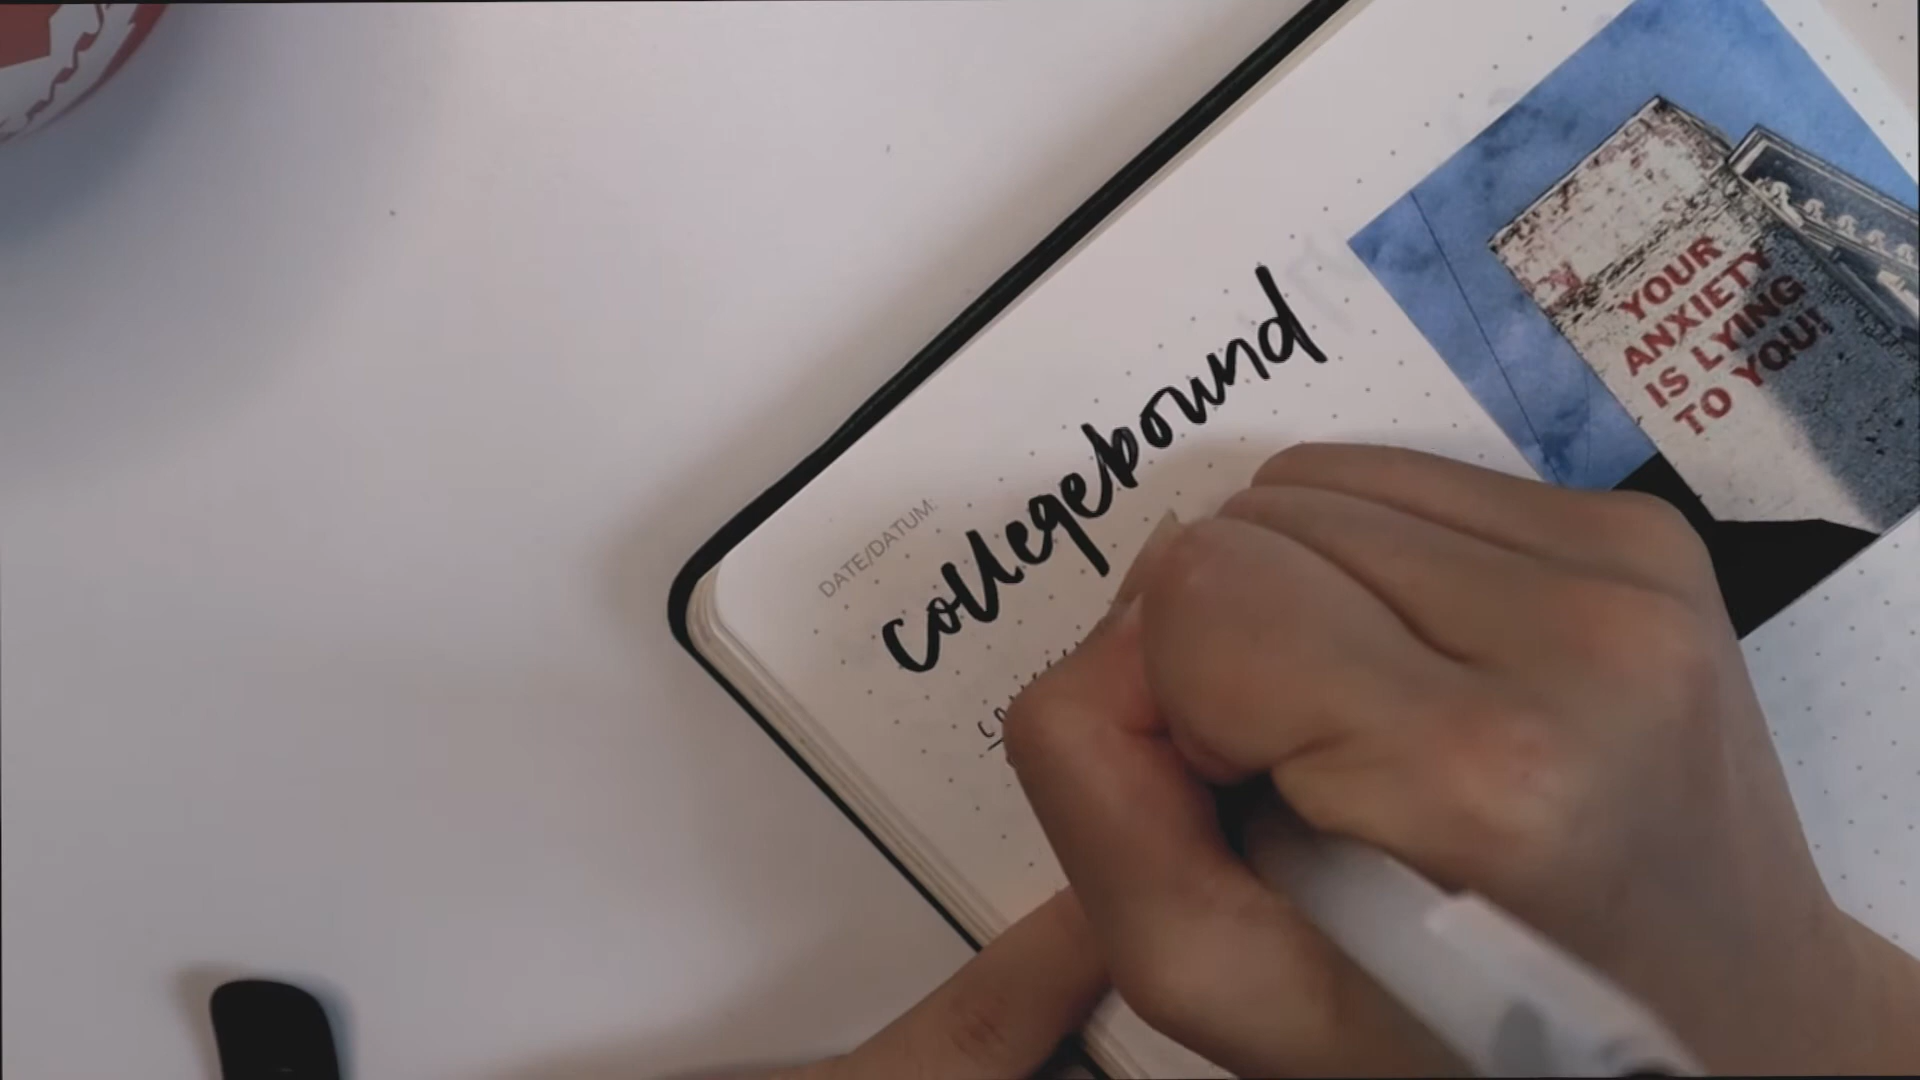 DATE/DATUM:
collegebound
YOUR
ANXIETY
IS LYING
TO YOU!